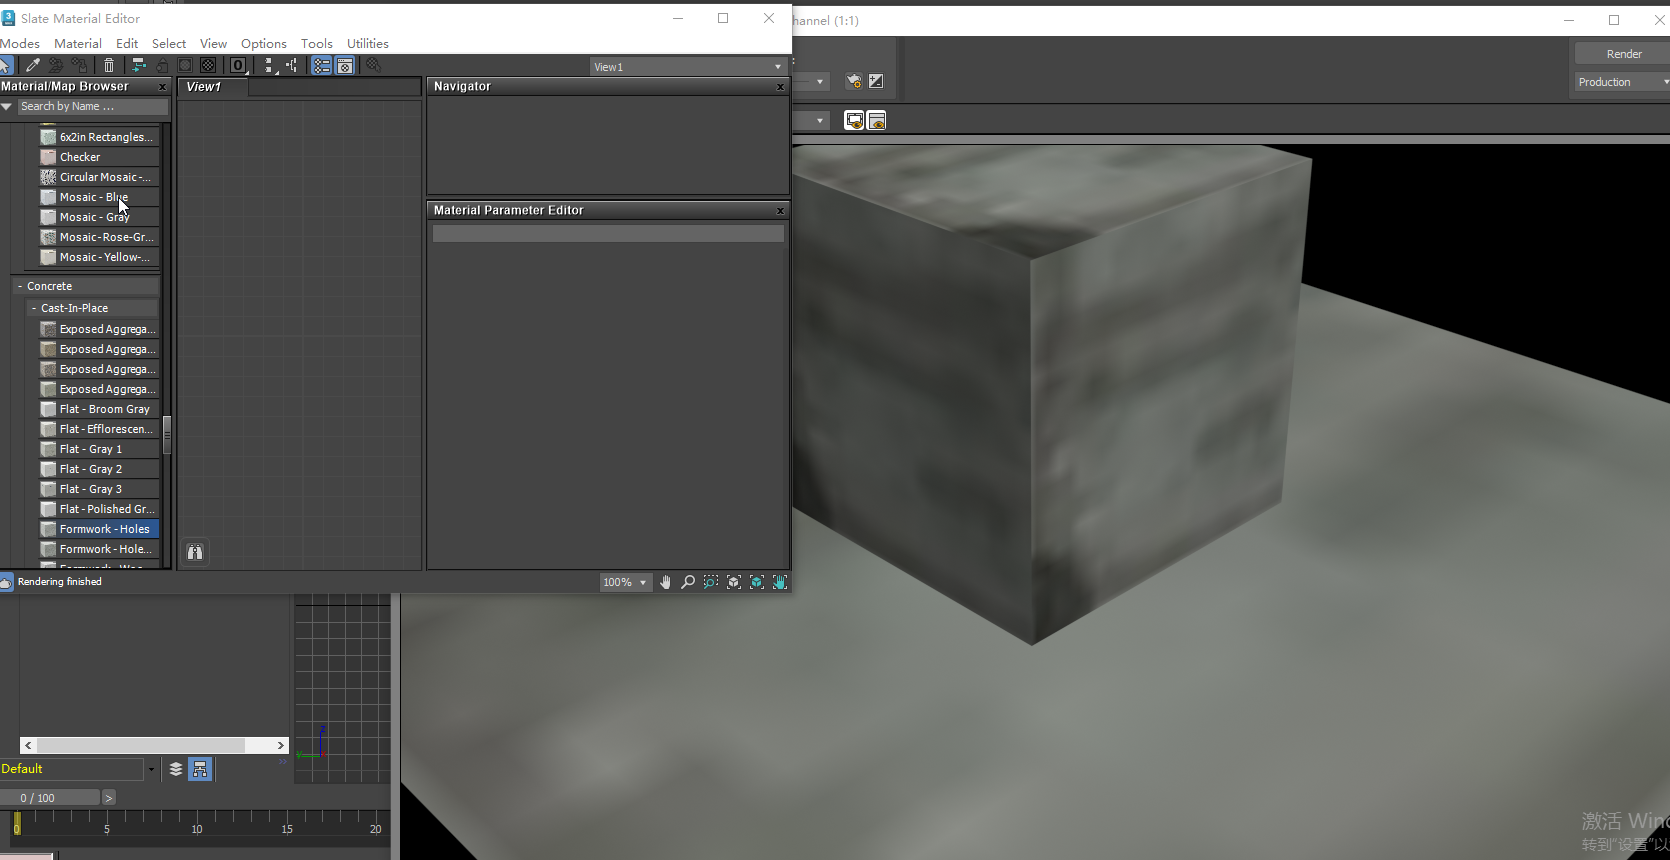 Slate Material Editor
hannel (1:1)
Modes Material Edit Select View Options Tools Utilities
Render
View1
Production
Material/Map Browser
View1
Navigator
Search by Name ...
6x2in Rectangles...
Checker
Circular Mosaic -...
Mosaic - Blue
Mosaic - Gray
Mosaic - Rose-Gr...
Mosaic - Yellow-...
Material Parameter Editor
- Concrete
- Cast-In-Place
Exposed Aggrega...
Exposed Aggrega...
Exposed Aggrega...
Exposed Aggrega...
Flat - Broom Gray
Flat - Efflorescen...
Flat - Gray 1
Flat - Gray 2
Flat - Gray 3
Flat - Polished Gr...
Formwork - Holes
Formwork - Hole...
Rendering finished
100%
z
y
Default
0 / 100
>
0 5 10 15 20
激活 Win
转到"设置"以